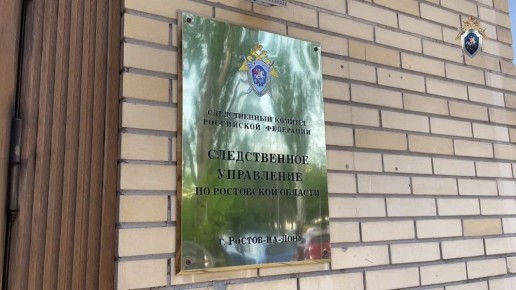 СЛЕДСТВЕННЫЙ КОМИТЕТ
РОССИЙСКОЙ ФЕДЕРАЦИИ
СЛЕДСТВЕННОЕ
УПРАВЛЕНИЕ
ПО РОСТОВСКОЙ ОБЛАСТИ
г. Ростов-на-Дону